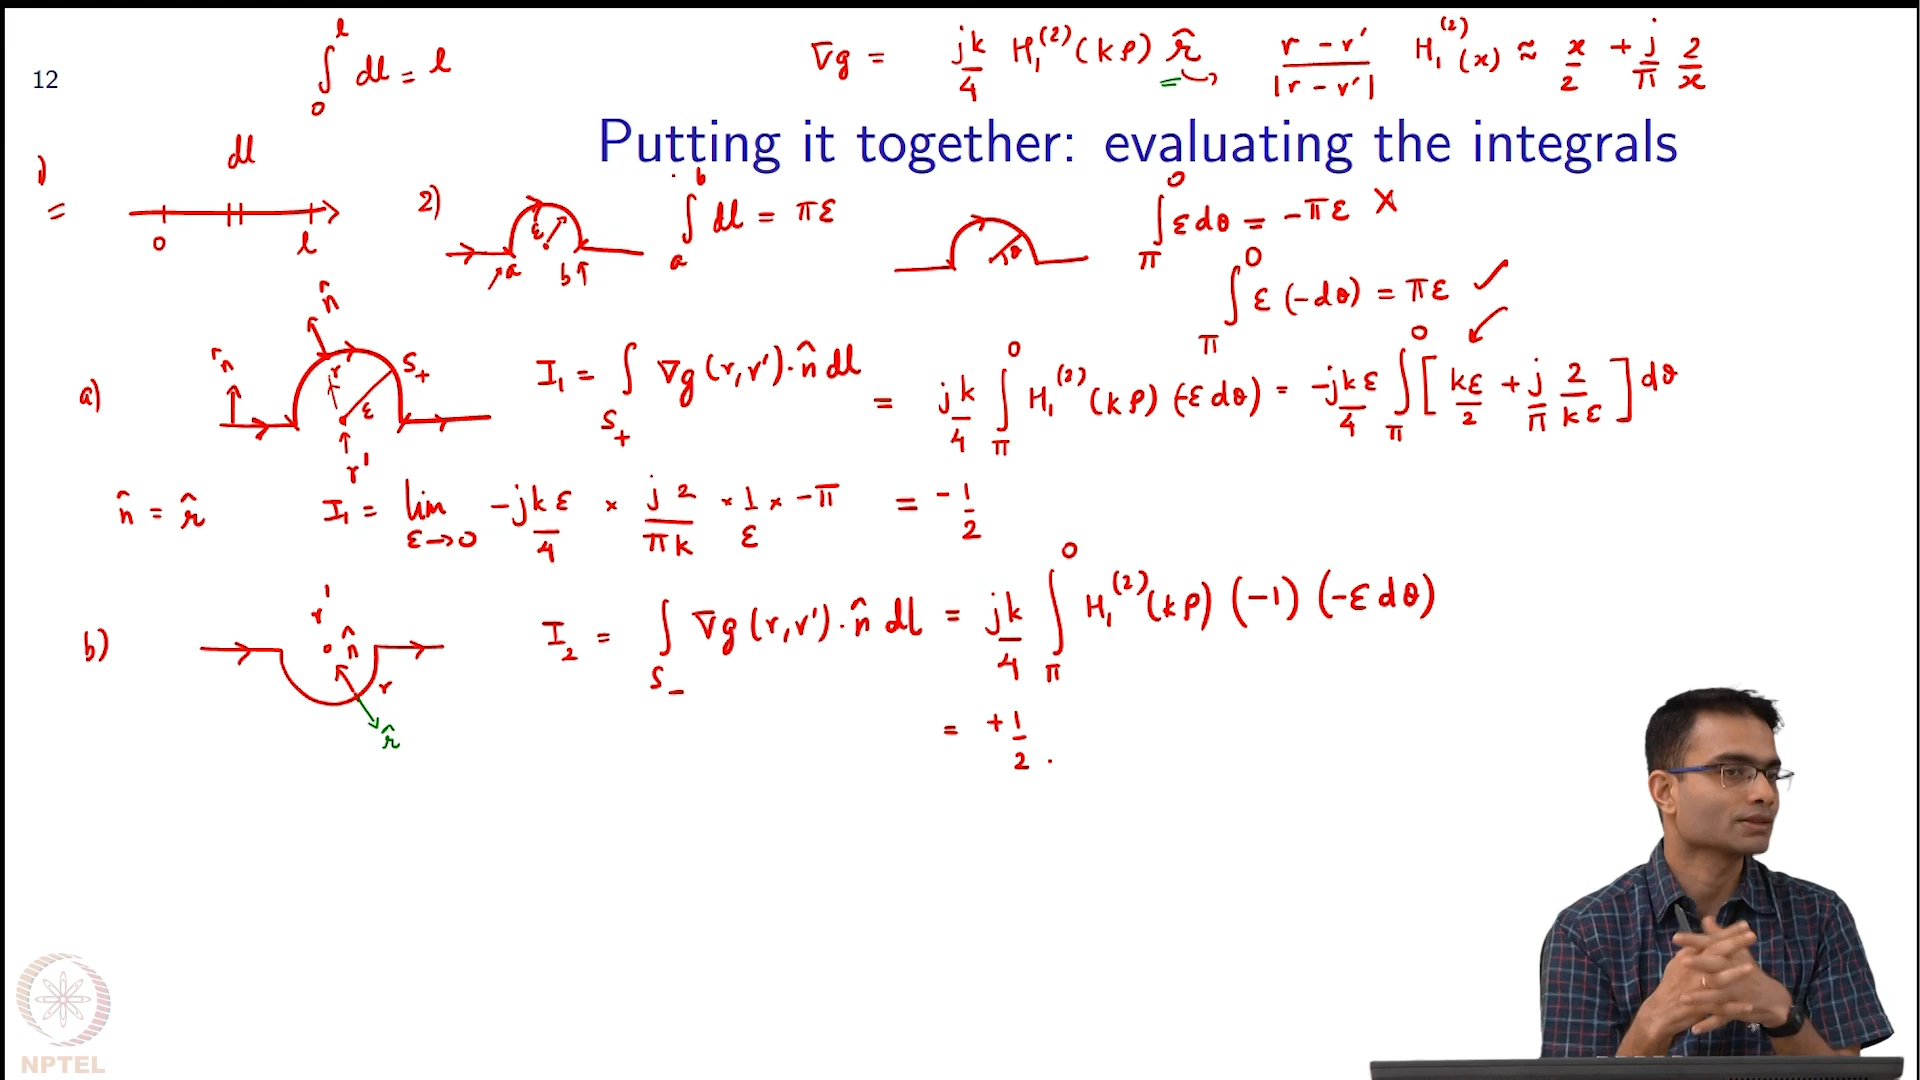 12
∫₀^l dl = l
∇g = jk/4 H₁⁽²⁾(kρ) r̂ (r − r')/|r − r'| H₁⁽²⁾(x) ≈ x/2 + j/π 2/x
Putting it together: evaluating the integrals
1) = dl 0 l
2) ε a b ∫ₐᵇ dl = πε
θ ∫_π^0 ε dθ = −πε ✗
∫_π^0 ε (−dθ) = πε ✓
a) n̂ n̂ r S₊ ε r' I₁ = ∫_{S₊} ∇g(r,r')·n̂ dl = jk/4 ∫_π^0 H₁⁽²⁾(kρ) (−ε dθ) = −jkε/4 ∫_π^0 [kε/2 + j/π 2/kε] dθ
n̂ = r̂ I₁ = lim_{ε→0} −jkε/4 × j2/πk × 1/ε × −π = −1/2
b) r' n̂ r r̂ I₂ = ∫_{S₋} ∇g(r,r')·n̂ dl = jk/4 ∫_π^0 H₁⁽²⁾(kρ) (−1) (−ε dθ)
= +1/2.
NPTEL